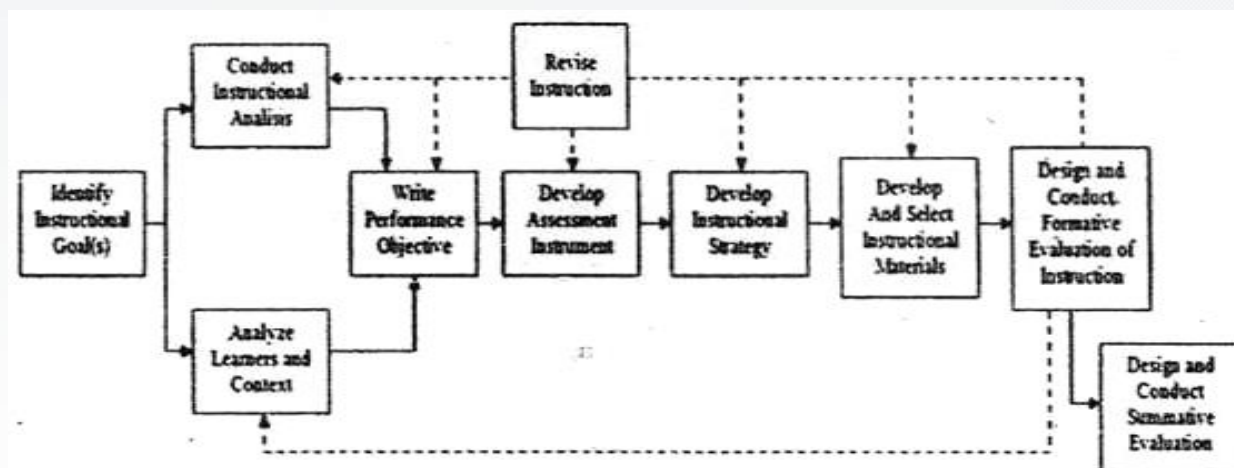 Conduct
Instructional
Analisis
Revise
Instruction
Identify
Instructional
Goal(s)
Write
Performance
Objective
Develop
Assessment
Instrument
Develop
Instructional
Strategy
Develop
And Select
Instructional
Materials
Design and
Conduct.
Formative
Evaluation of
Instruction
Analyze
Learners and
Context
Design and
Conduct
Summative
Evaluation